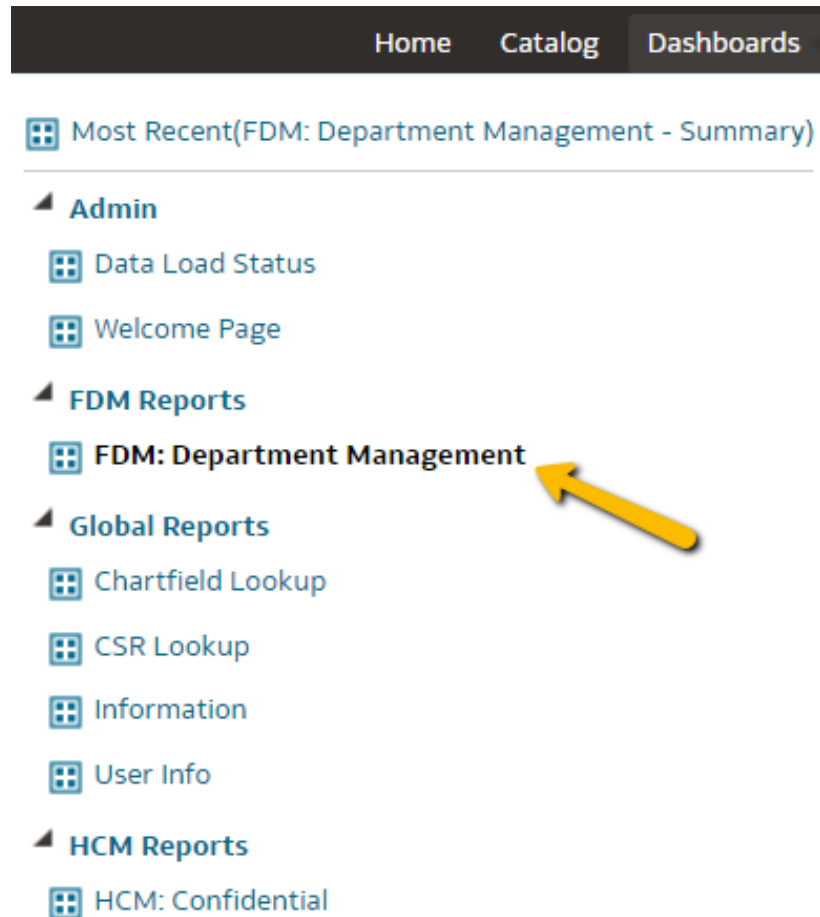 Home Catalog Dashboards
Most Recent(FDM: Department Management - Summary)
Admin
Data Load Status
Welcome Page
FDM Reports
FDM: Department Management
Global Reports
Chartfield Lookup
CSR Lookup
Information
User Info
HCM Reports
HCM: Confidential